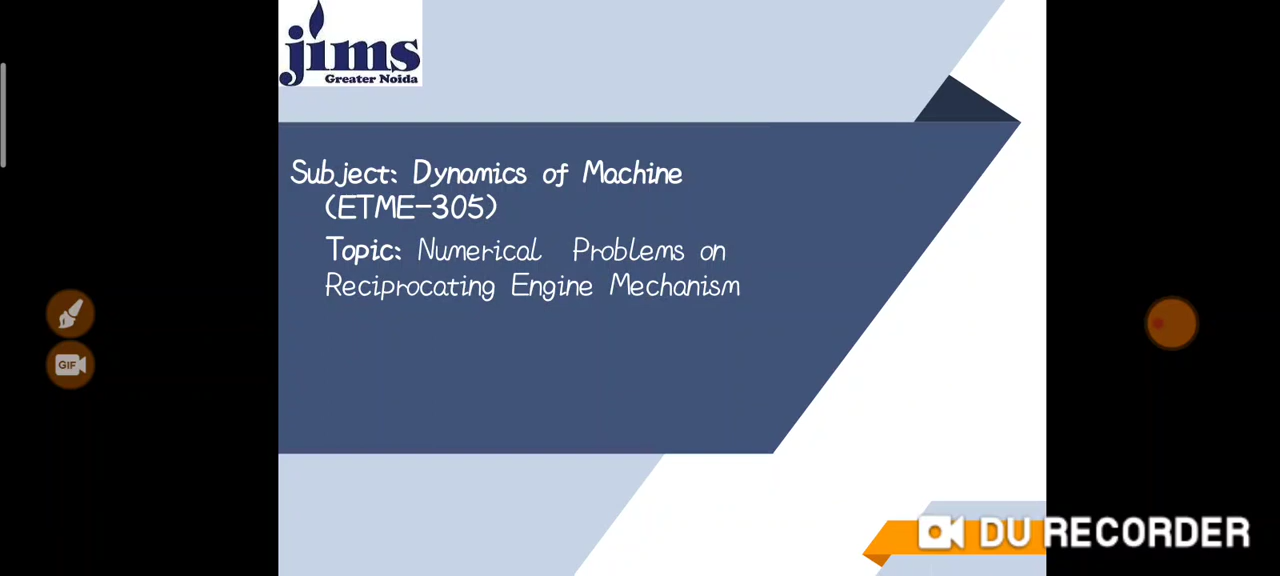 jims
Greater Noida
Subject: Dynamics of Machine
(ETME-305)
Topic: Numerical Problems on
Reciprocating Engine Mechanism
GIF
DU RECORDER